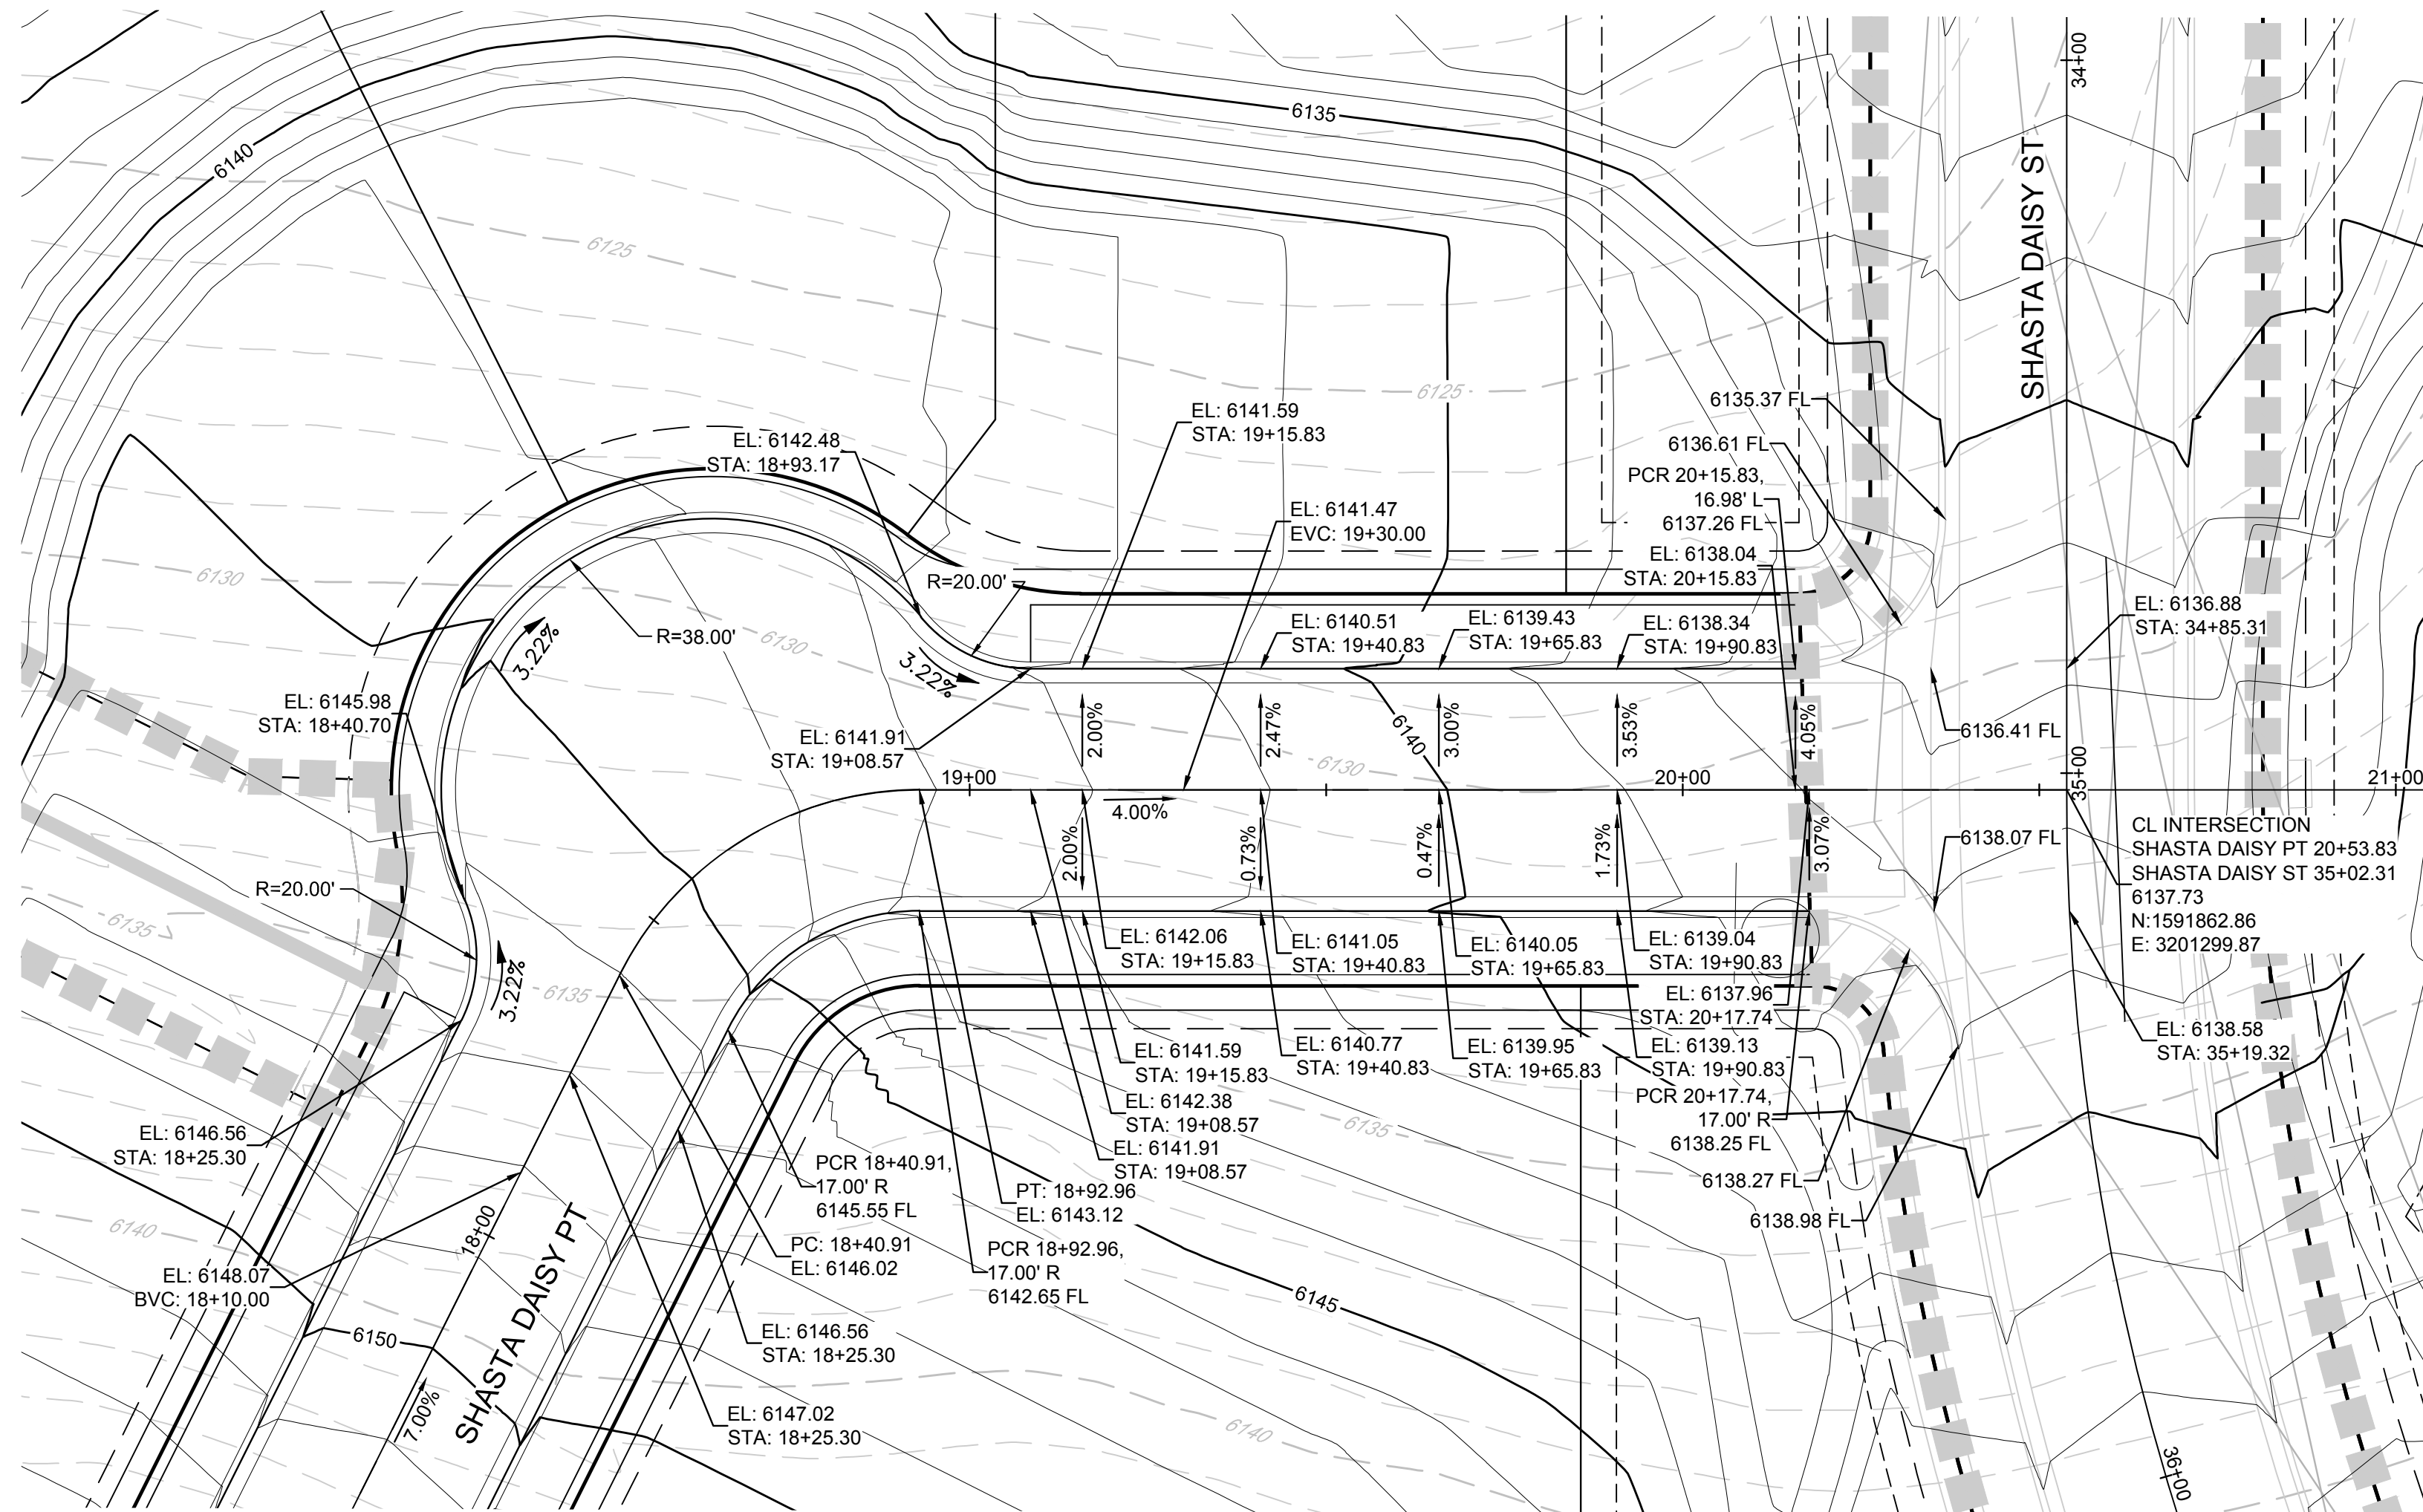 34+00
6135
6140
SHASTA DAISY ST
6125
EL: 6141.59
STA: 19+15.83
6125
6135.37 FL
EL: 6142.48
STA: 18+93.17
6136.61 FL
PCR 20+15.83,
16.98' L
6137.26 FL
EL: 6141.47
EVC: 19+30.00
EL: 6138.04
STA: 20+15.83
6130
R=20.00'
EL: 6136.88
STA: 34+85.31
R=38.00'
6130
3.22%
3.22%
EL: 6140.51
STA: 19+40.83
EL: 6139.43
STA: 19+65.83
EL: 6138.34
STA: 19+90.83
EL: 6145.98
STA: 18+40.70
EL: 6141.91
STA: 19+08.57
2.00%
2.47%
6140
3.00%
3.53%
4.05%
6136.41 FL
6130
19+00
20+00
35+00
21+00
4.00%
2.00%
0.73%
0.47%
1.73%
3.07%
6138.07 FL
CL INTERSECTION
SHASTA DAISY PT 20+53.83
SHASTA DAISY ST 35+02.31
6137.73
N:1591862.86
E: 3201299.87
R=20.00'
6135
3.22%
6135
EL: 6142.06
STA: 19+15.83
EL: 6141.05
STA: 19+40.83
EL: 6140.05
STA: 19+65.83
EL: 6139.04
STA: 19+90.83
EL: 6137.96
STA: 20+17.74
EL: 6138.58
STA: 35+19.32
EL: 6141.59
STA: 19+15.83
EL: 6140.77
STA: 19+40.83
EL: 6139.95
STA: 19+65.83
EL: 6139.13
STA: 19+90.83
EL: 6142.38
STA: 19+08.57
PCR 20+17.74,
17.00' R
6138.25 FL
6135
EL: 6146.56
STA: 18+25.30
EL: 6141.91
STA: 19+08.57
PCR 18+40.91,
17.00' R
6145.55 FL
PT: 18+92.96
EL: 6143.12
6138.27 FL
6138.98 FL
6140
18+00
PC: 18+40.91
EL: 6146.02
PCR 18+92.96,
17.00' R
6142.65 FL
EL: 6148.07
BVC: 18+10.00
6145
6150
EL: 6146.56
STA: 18+25.30
SHASTA DAISY PT
7.00%
EL: 6147.02
STA: 18+25.30
6140
36+00